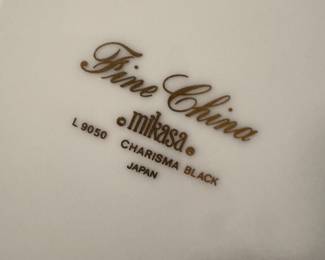 Fine China
© mikasa ®
L 9050 CHARISMA BLACK
JAPAN